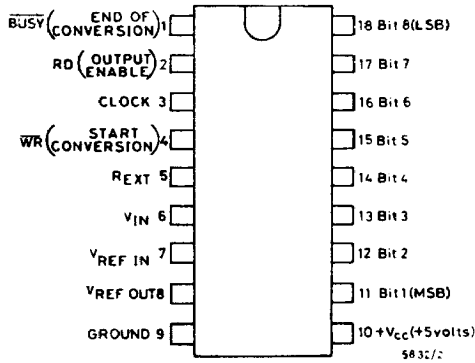 BUSY (END OF CONVERSION) 1
RD (OUTPUT ENABLE) 2
CLOCK 3
WR (START CONVERSION) 4
REXT 5
VIN 6
VREF IN 7
VREF OUT 8
GROUND 9
18 Bit 8 (LSB)
17 Bit 7
16 Bit 6
15 Bit 5
14 Bit 4
13 Bit 3
12 Bit 2
11 Bit 1 (MSB)
10 +Vcc (+5volts)